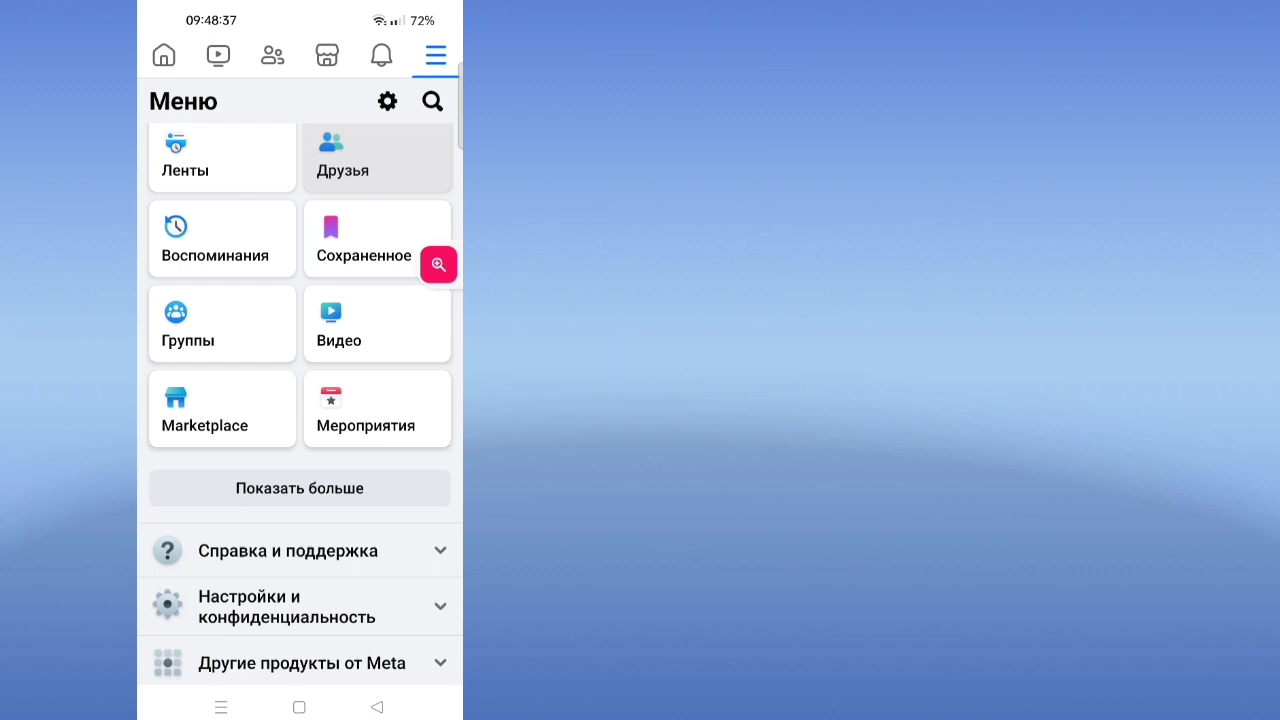 09:48:37
72%
Меню
Ленты
Друзья
Воспоминания
Сохраненное
Группы
Видео
Marketplace
Мероприятия
Показать больше
Справка и поддержка
Настройки и
конфиденциальность
Другие продукты от Meta